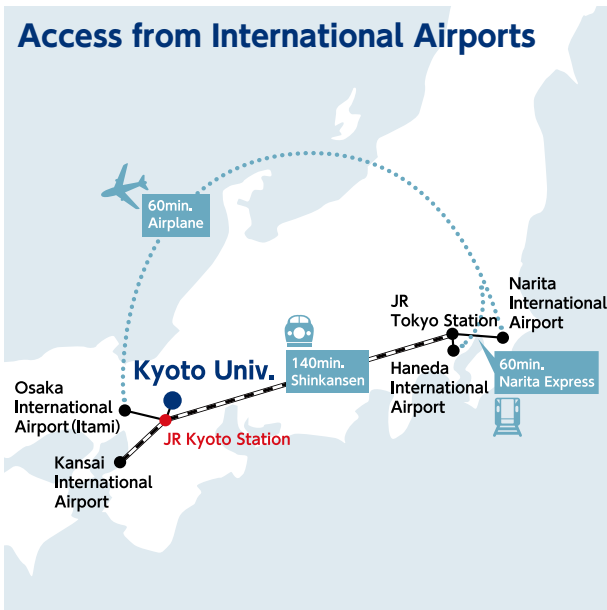 Access from International Airports
60min.
Airplane
Narita
International
Airport
JR
Tokyo Station
140min.
Shinkansen
Haneda
International
Airport
60min.
Narita Express
Kyoto Univ.
Osaka
International
Airport(Itami)
JR Kyoto Station
Kansai
International
Airport